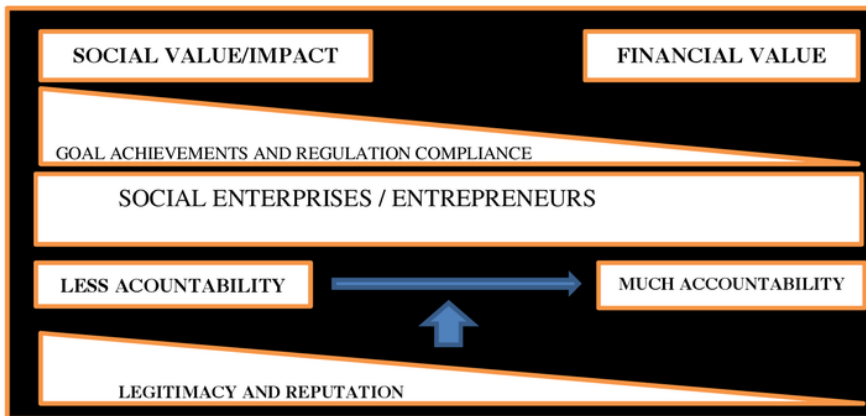 SOCIAL VALUE/IMPACT
FINANCIAL VALUE
GOAL ACHIEVEMENTS AND REGULATION COMPLIANCE
SOCIAL ENTERPRISES / ENTREPRENEURS
LESS ACOUNTABILITY
MUCH ACCOUNTABILITY
LEGITIMACY AND REPUTATION